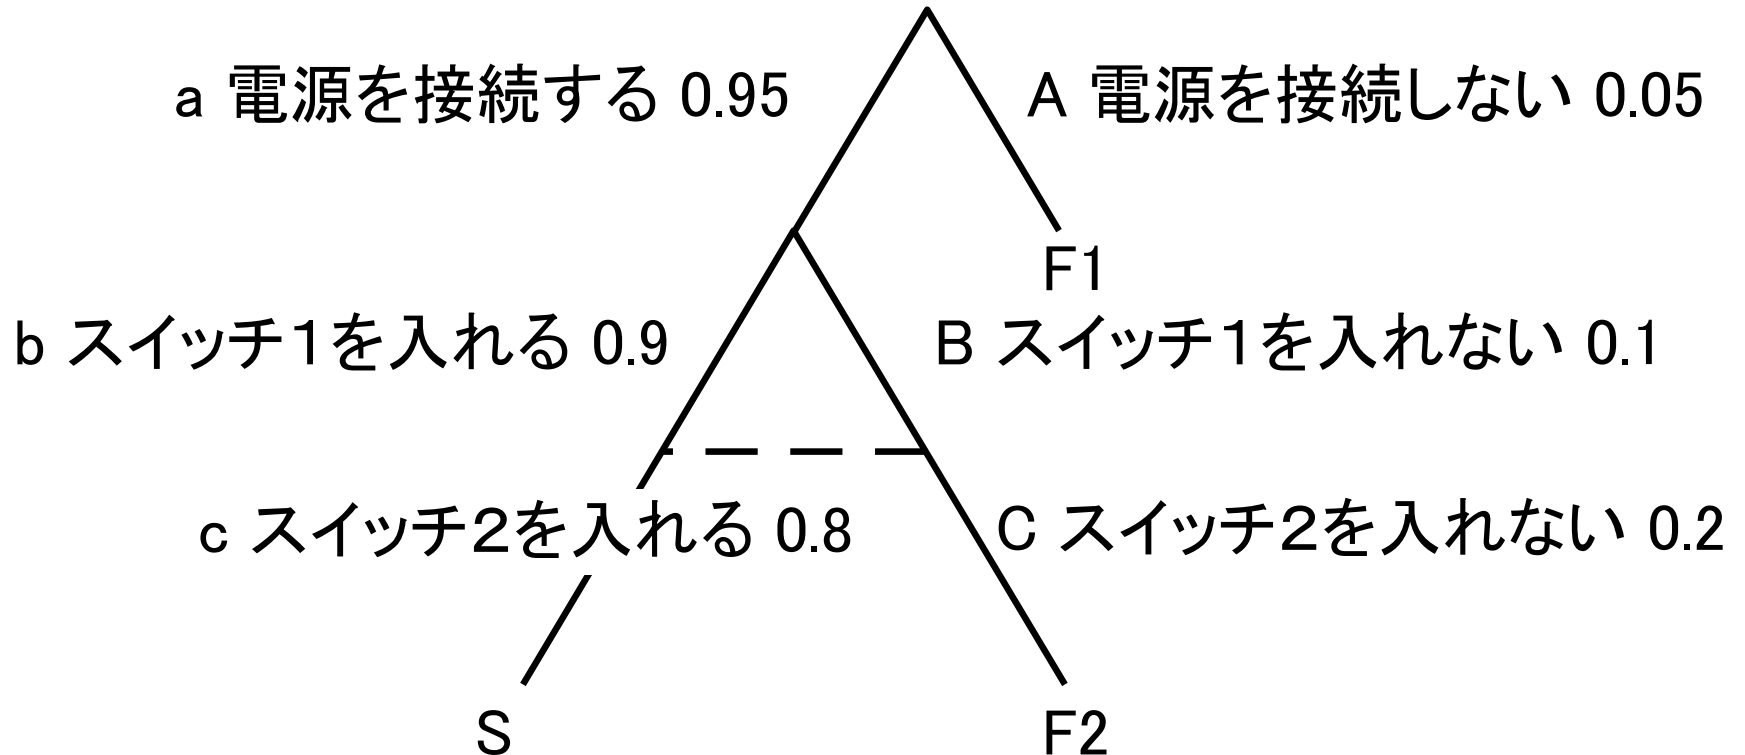 a 電源を接続する 0.95
A 電源を接続しない 0.05
F1
b スイッチ１を入れる 0.9
B スイッチ１を入れない 0.1
c スイッチ２を入れる 0.8
C スイッチ２を入れない 0.2
S
F2